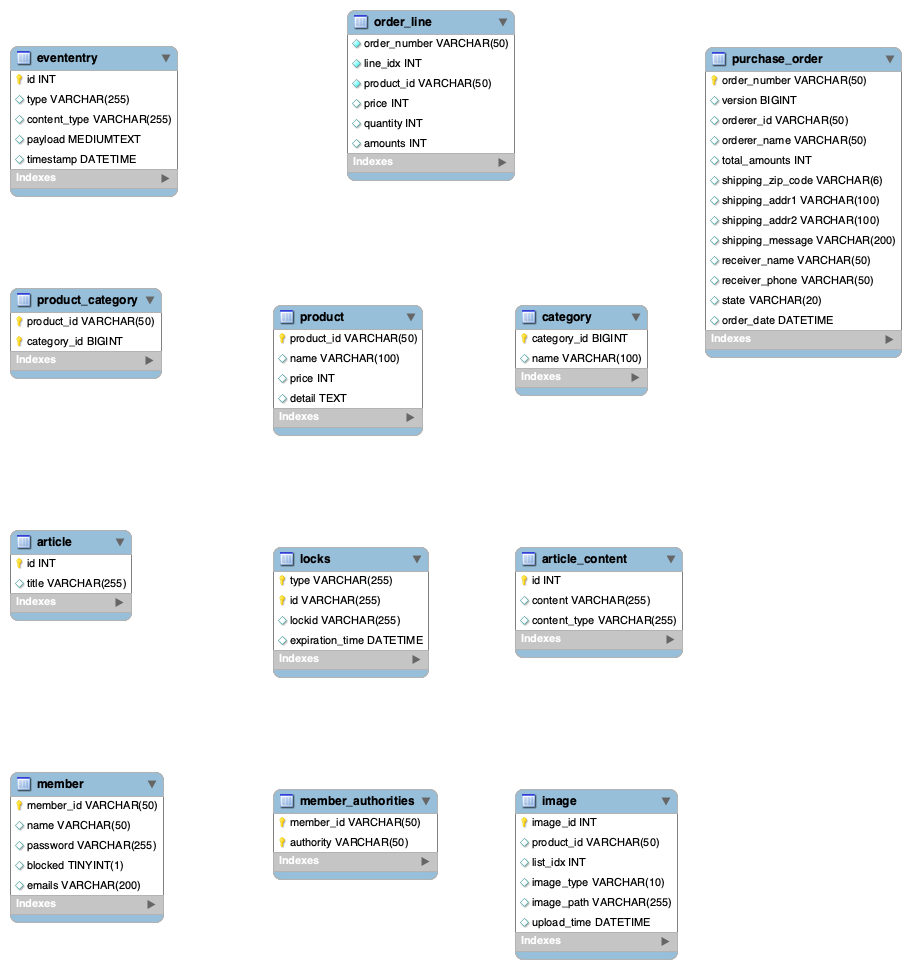 order_line
order_number VARCHAR(50)
line_idx INT
product_id VARCHAR(50)
price INT
quantity INT
amounts INT
Indexes
evententry
id INT
type VARCHAR(255)
content_type VARCHAR(255)
payload MEDIUMTEXT
timestamp DATETIME
Indexes
purchase_order
order_number VARCHAR(50)
version BIGINT
orderer_id VARCHAR(50)
orderer_name VARCHAR(50)
total_amounts INT
shipping_zip_code VARCHAR(6)
shipping_addr1 VARCHAR(100)
shipping_addr2 VARCHAR(100)
shipping_message VARCHAR(200)
receiver_name VARCHAR(50)
receiver_phone VARCHAR(50)
state VARCHAR(20)
order_date DATETIME
Indexes
product_category
product_id VARCHAR(50)
category_id BIGINT
Indexes
product
product_id VARCHAR(50)
name VARCHAR(100)
price INT
detail TEXT
Indexes
category
category_id BIGINT
name VARCHAR(100)
Indexes
article
id INT
title VARCHAR(255)
Indexes
locks
type VARCHAR(255)
id VARCHAR(255)
lockid VARCHAR(255)
expiration_time DATETIME
Indexes
article_content
id INT
content VARCHAR(255)
content_type VARCHAR(255)
Indexes
member
member_id VARCHAR(50)
name VARCHAR(50)
password VARCHAR(255)
blocked TINYINT(1)
emails VARCHAR(200)
Indexes
member_authorities
member_id VARCHAR(50)
authority VARCHAR(50)
Indexes
image
image_id INT
product_id VARCHAR(50)
list_idx INT
image_type VARCHAR(10)
image_path VARCHAR(255)
upload_time DATETIME
Indexes